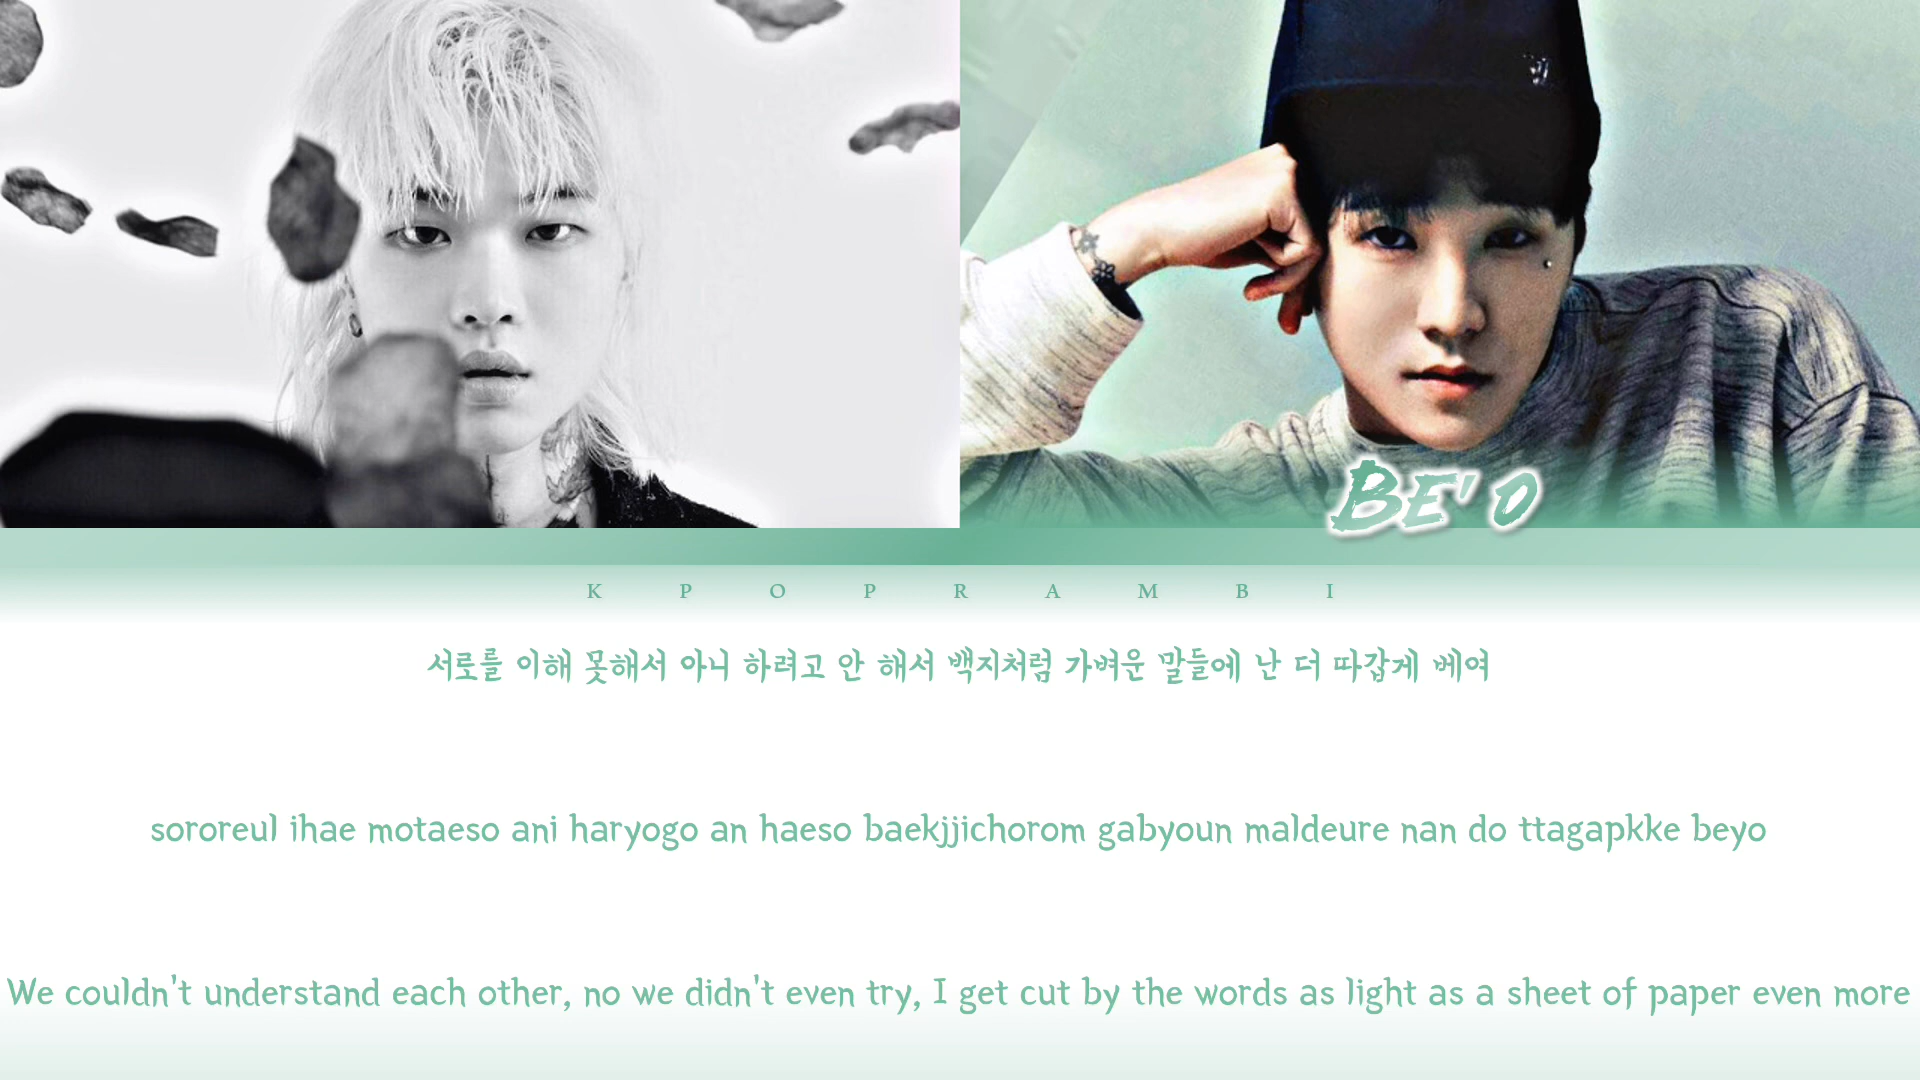 BE'O
KPOPRAMBI
서로를 이해 못해서 아니 하려고 안 해서 백지처럼 가벼운 말들에 난 더 따갑게 베여
sororeul ihae motaeso ani haryogo an haeso baekjjichorom gabyoun maldeure nan do ttagapkke beyo
We couldn't understand each other, no we didn't even try, I get cut by the words as light as a sheet of paper even more